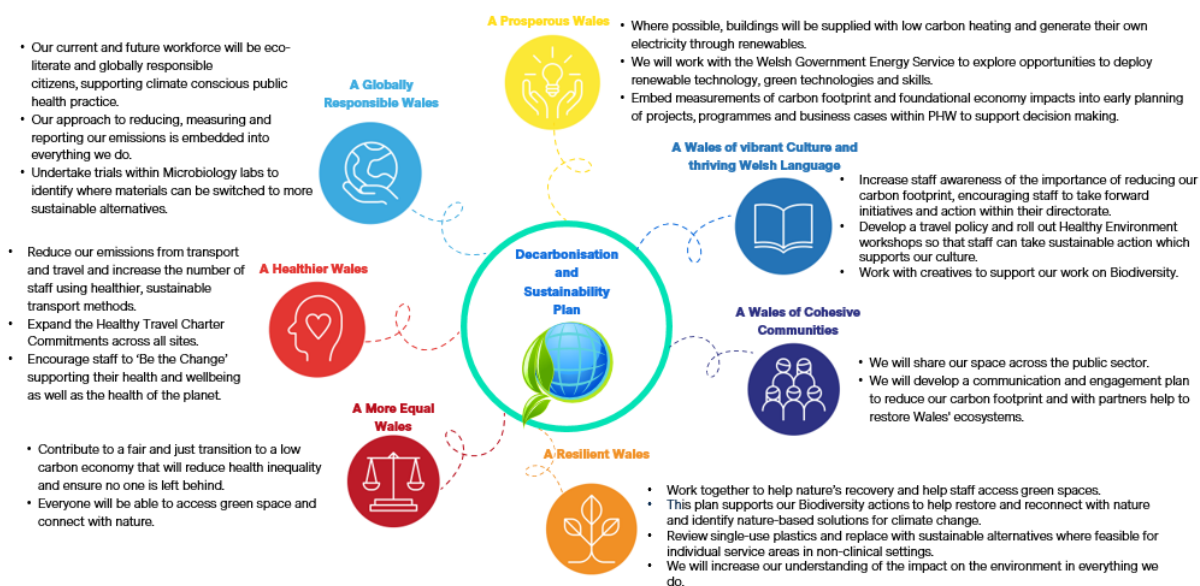 A Prosperous Wales
• Where possible, buildings will be supplied with low carbon heating and generate their own
electricity through renewables.
• We will work with the Welsh Government Energy Service to explore opportunities to deploy
renewable technology, green technologies and skills.
• Embed measurements of carbon footprint and foundational economy impacts into early planning
of projects, programmes and business cases within PHW to support decision making.
A Wales of vibrant Culture and
thriving Welsh Language
• Increase staff awareness of the importance of reducing our
carbon footprint, encouraging staff to take forward
initiatives and action within their directorate.
• Develop a travel policy and roll out Healthy Environment
workshops so that staff can take sustainable action which
supports our culture.
• Work with creatives to support our work on Biodiversity.
A Wales of Cohesive
Communities
• We will share our space across the public sector.
• We will develop a communication and engagement plan
to reduce our carbon footprint and with partners help to
restore Wales' ecosystems.
A Resilient Wales
• Work together to help nature's recovery and help staff access green spaces.
• This plan supports our Biodiversity actions to help restore and reconnect with nature
and identify nature-based solutions for climate change.
• Review single-use plastics and replace with sustainable alternatives where feasible for
individual service areas in non-clinical settings.
• We will increase our understanding of the impact on the environment in everything we
do.
A More Equal
Wales
• Contribute to a fair and just transition to a low
carbon economy that will reduce health inequality
and ensure no one is left behind.
• Everyone will be able to access green space and
connect with nature.
A Healthier Wales
• Reduce our emissions from transport
and travel and increase the number of
staff using healthier, sustainable
transport methods.
• Expand the Healthy Travel Charter
Commitments across all sites.
• Encourage staff to 'Be the Change'
supporting their health and wellbeing
as well as the health of the planet.
A Globally
Responsible Wales
• Our current and future workforce will be eco-
literate and globally responsible
citizens, supporting climate conscious public
health practice.
• Our approach to reducing, measuring and
reporting our emissions is embedded into
everything we do.
• Undertake trials within Microbiology labs to
identify where materials can be switched to more
sustainable alternatives.
Decarbonisation
and
Sustainability
Plan